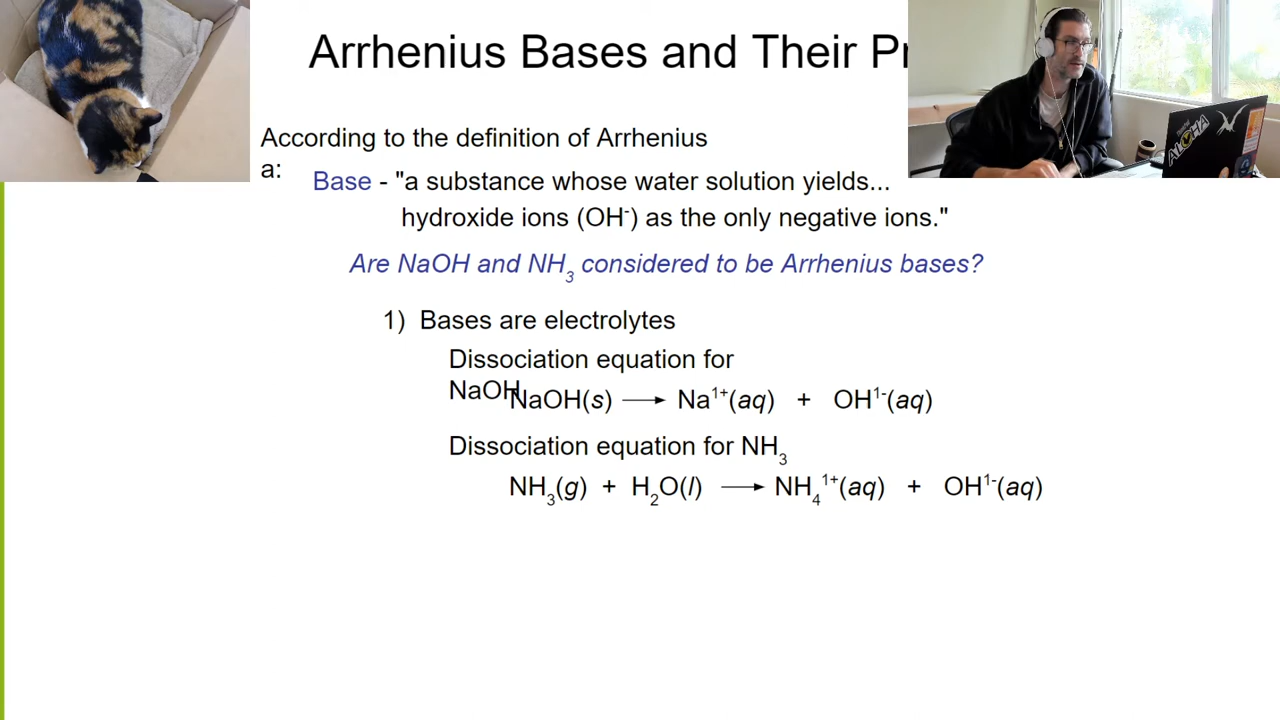 Arrhenius Bases and Their Pr
According to the definition of Arrhenius
a:
Base - "a substance whose water solution yields...
hydroxide ions (OH⁻) as the only negative ions."
Are NaOH and NH₃ considered to be Arrhenius bases?
1) Bases are electrolytes
Dissociation equation for
NaOH
NaOH(s) ⟶ Na¹⁺(aq) + OH¹⁻(aq)
Dissociation equation for NH₃
NH₃(g) + H₂O(l) ⟶ NH₄¹⁺(aq) + OH¹⁻(aq)
ALOHA